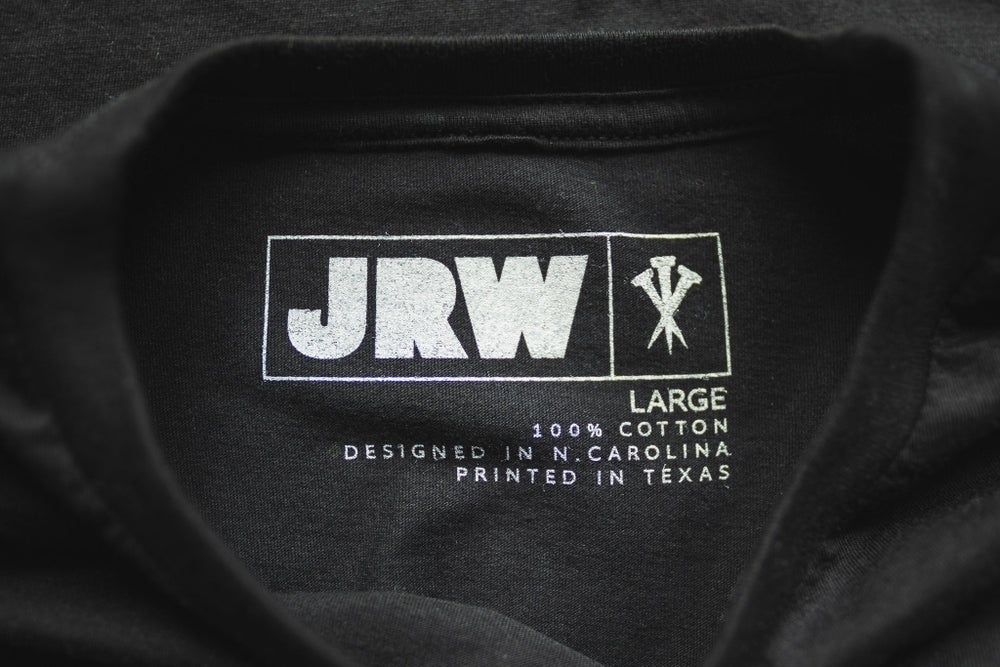 JRW
LARGE
100% COTTON
DESIGNED IN N.CAROLINA
PRINTED IN TEXAS